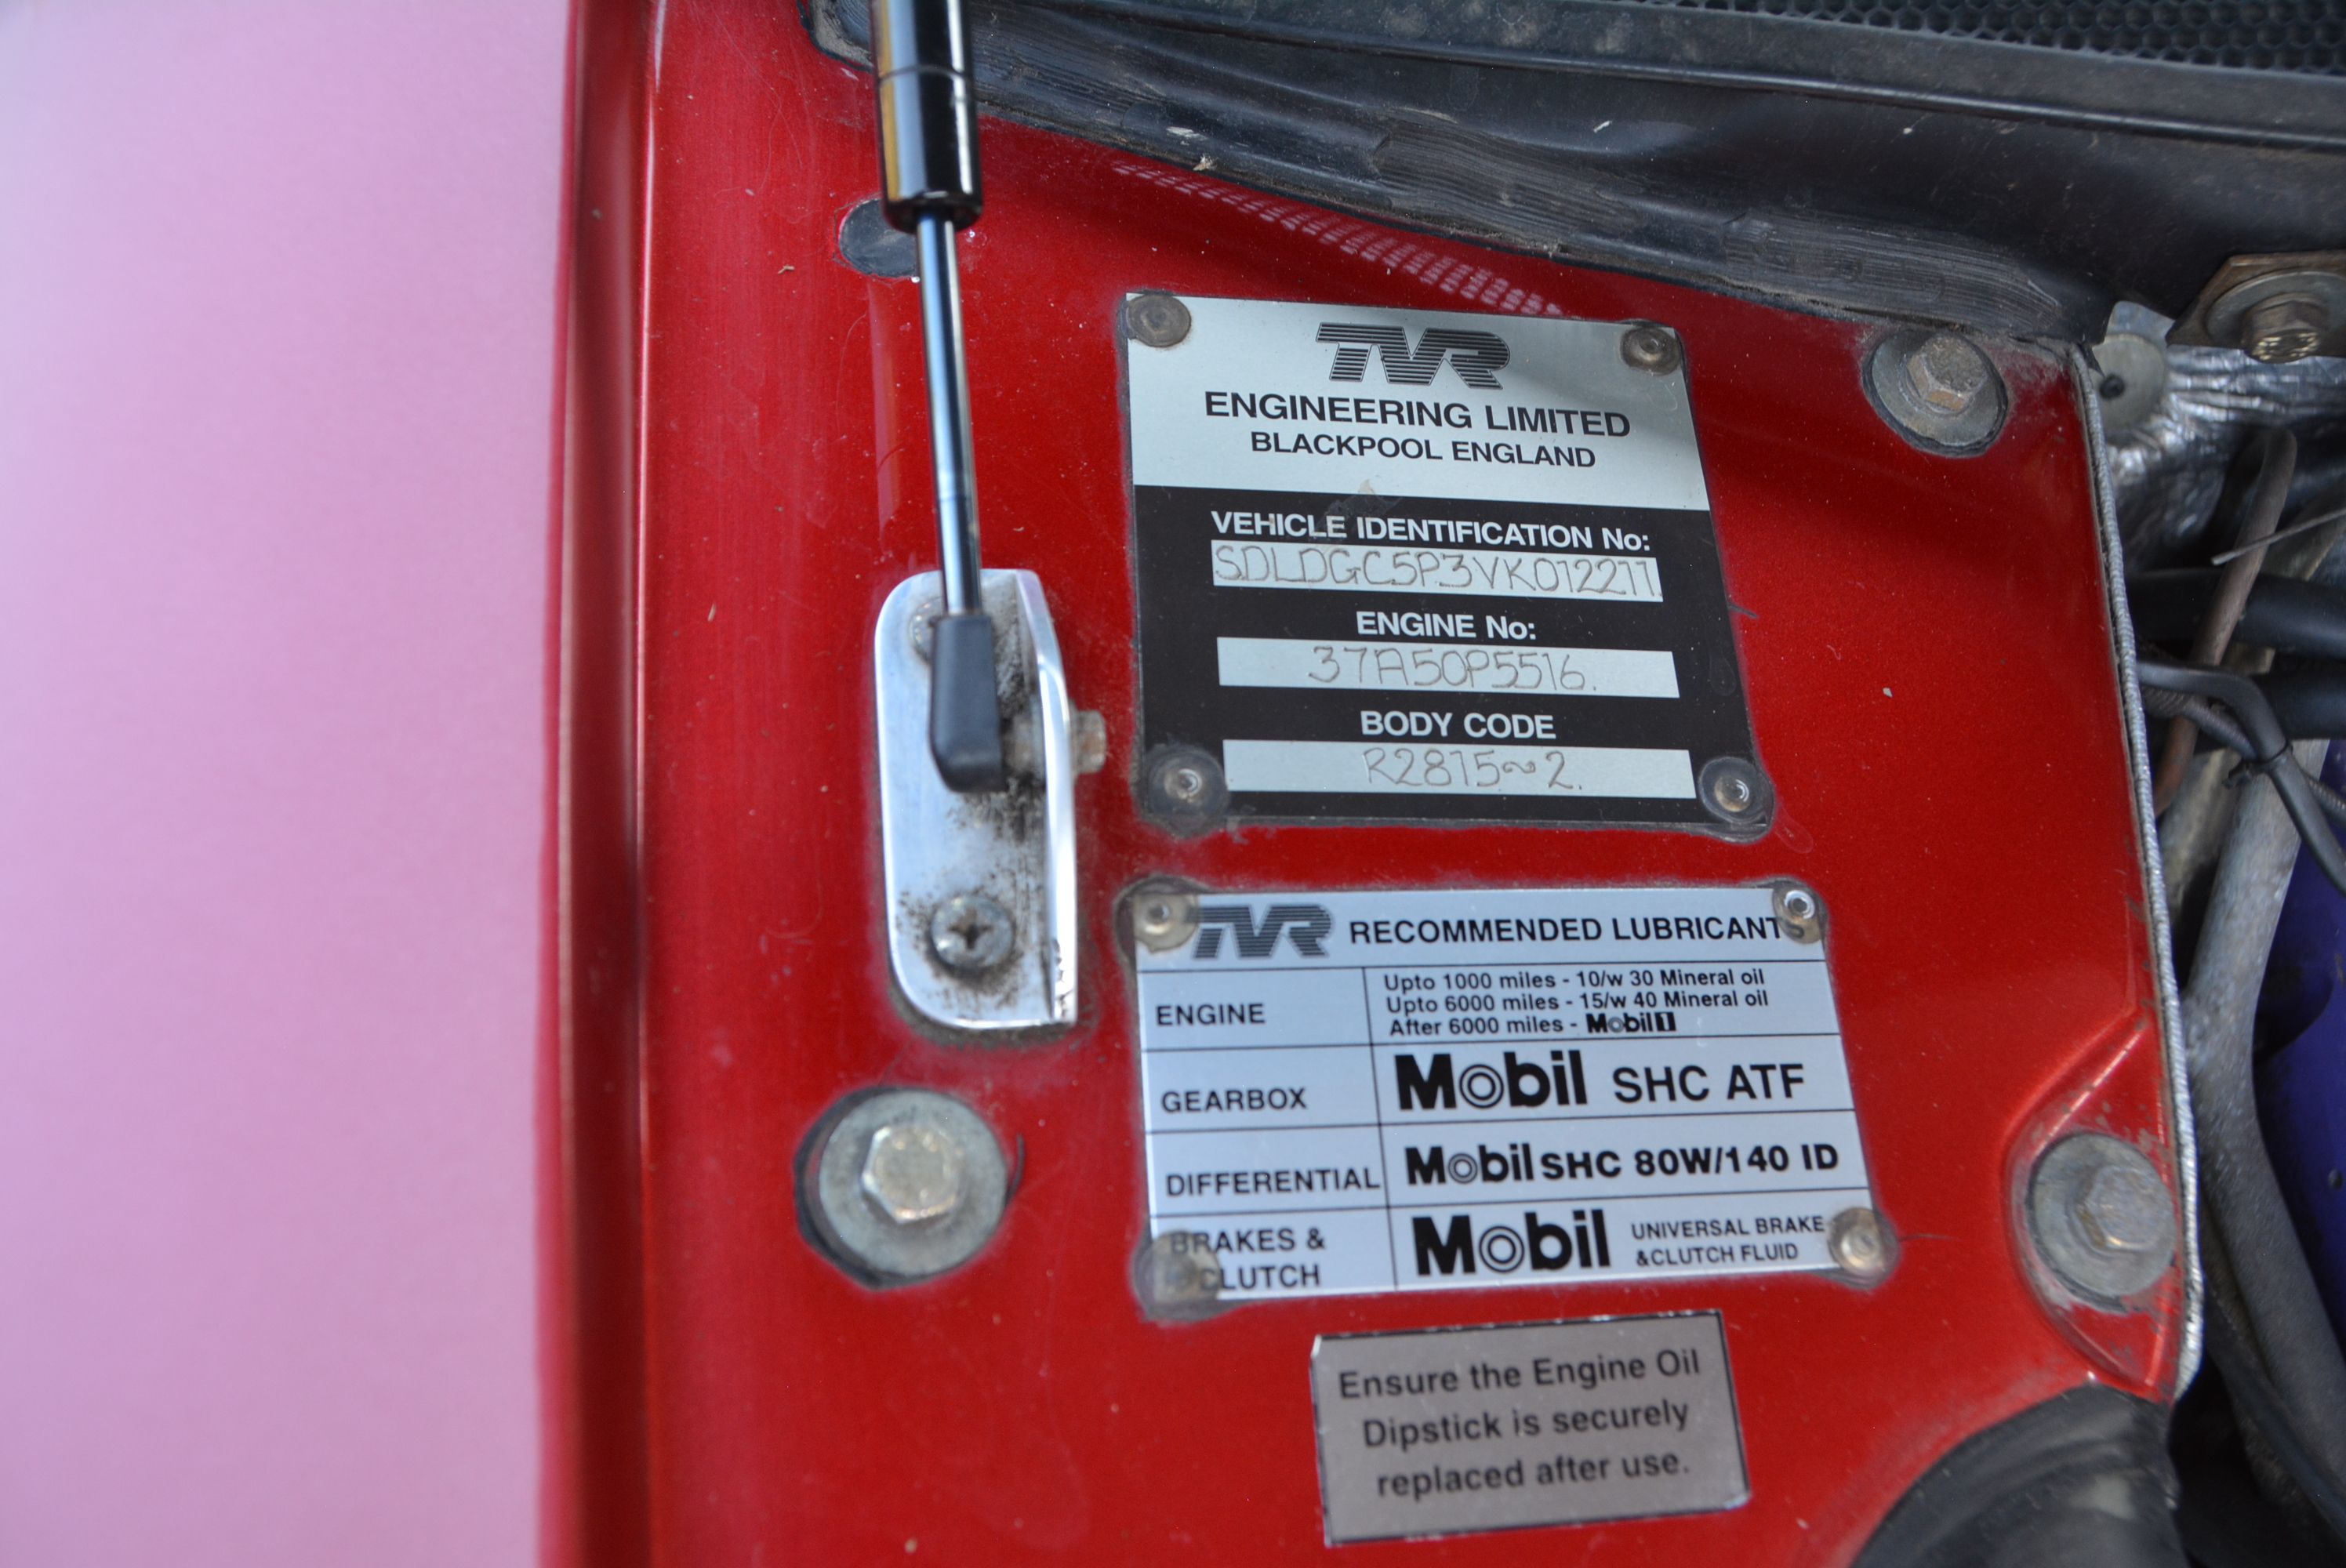 TVR
ENGINEERING LIMITED
BLACKPOOL ENGLAND
VEHICLE IDENTIFICATION No:
SDLDGC5P3VK012211
ENGINE No:
37A50P5516.
BODY CODE
R2815~2.
TVR RECOMMENDED LUBRICANTS
ENGINE
Upto 1000 miles - 10/w 30 Mineral oil
Upto 6000 miles - 15/w 40 Mineral oil
After 6000 miles - Mobil 1
GEARBOX
Mobil SHC ATF
DIFFERENTIAL
Mobil SHC 80W/140 ID
BRAKES &
CLUTCH
Mobil
UNIVERSAL BRAKE
&CLUTCH FLUID
Ensure the Engine Oil
Dipstick is securely
replaced after use.